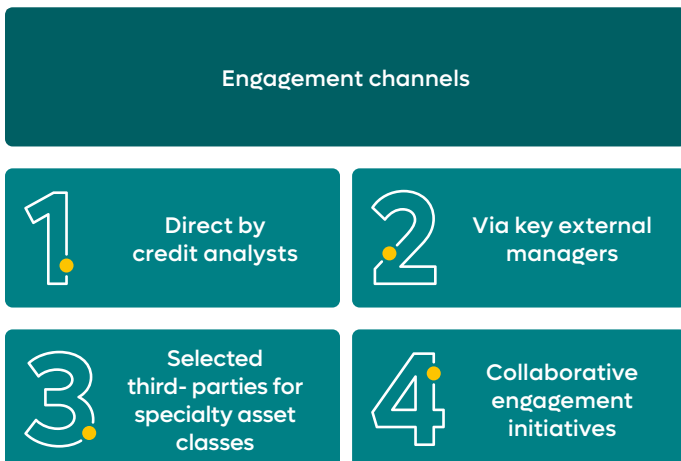 Engagement channels
1
Direct by
credit analysts
2
Via key external
managers
3
Selected
third- parties for
specialty asset
classes
4
Collaborative
engagement
initiatives